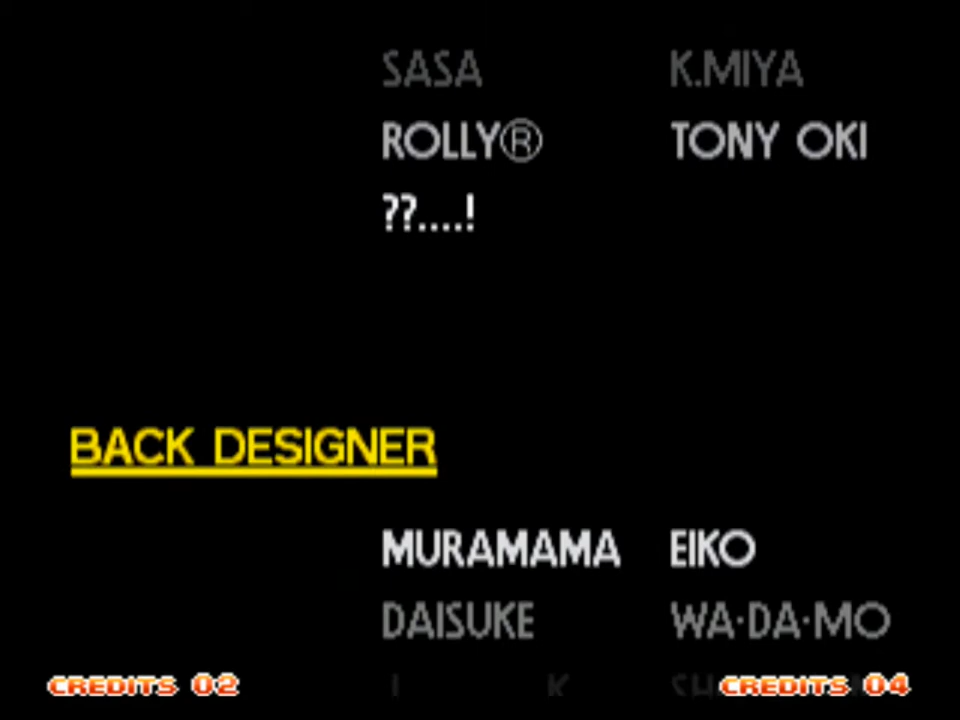 SASA K.MIYA
ROLLY® TONY OKI
??....!
BACK DESIGNER
MURAMAMA EIKO
DAISUKE WA·DA·MO
CREDITS 02 CREDITS 04